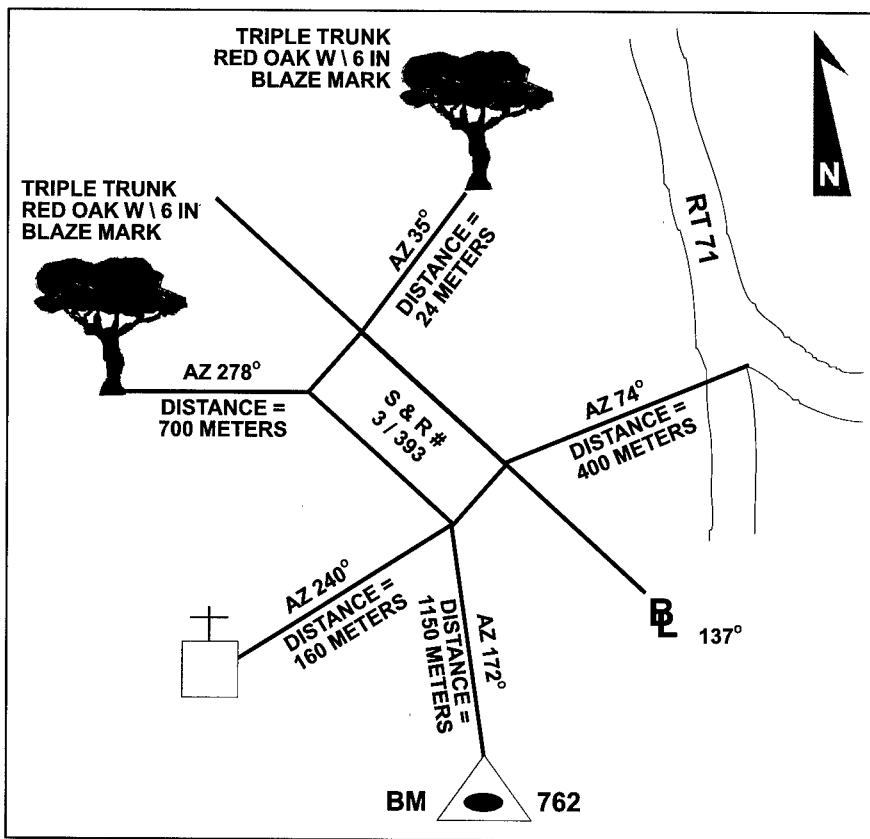 TRIPLE TRUNK
RED OAK W \ 6 IN
BLAZE MARK
TRIPLE TRUNK
RED OAK W \ 6 IN
BLAZE MARK
N
RT 71
AZ 35°
DISTANCE =
24 METERS
AZ 278°
DISTANCE =
700 METERS
S & R #
3 / 393
AZ 74°
DISTANCE =
400 METERS
AZ 240°
DISTANCE =
160 METERS
AZ 172°
DISTANCE =
1150 METERS
BL 137°
BM 762